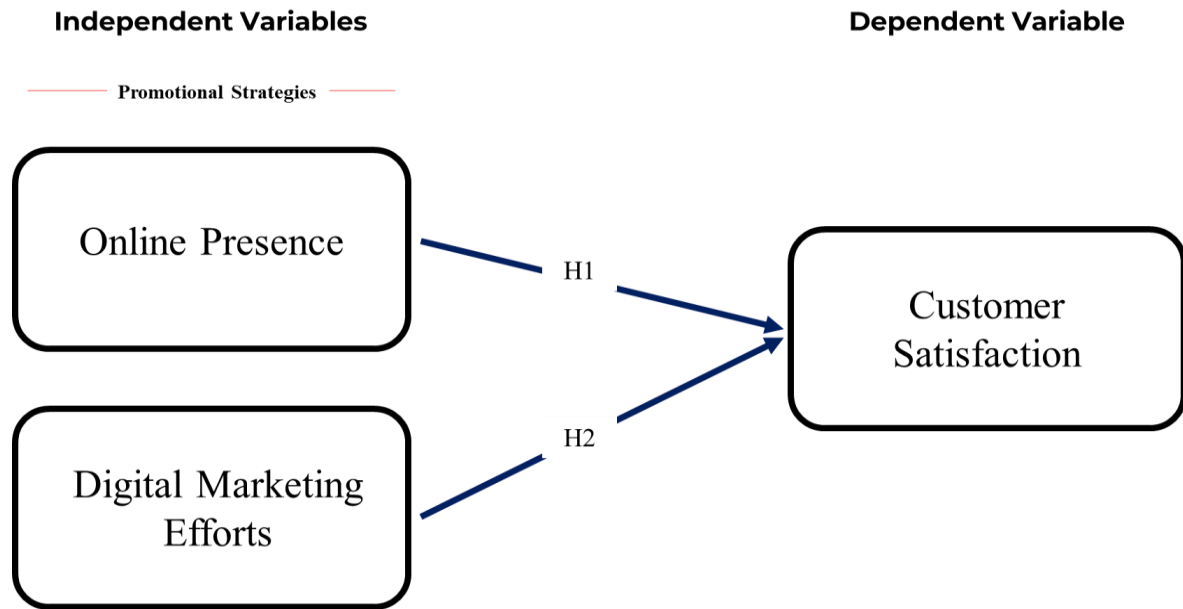 Independent Variables
Dependent Variable
Promotional Strategies
Online Presence
H1
Customer
Satisfaction
H2
Digital Marketing
Efforts